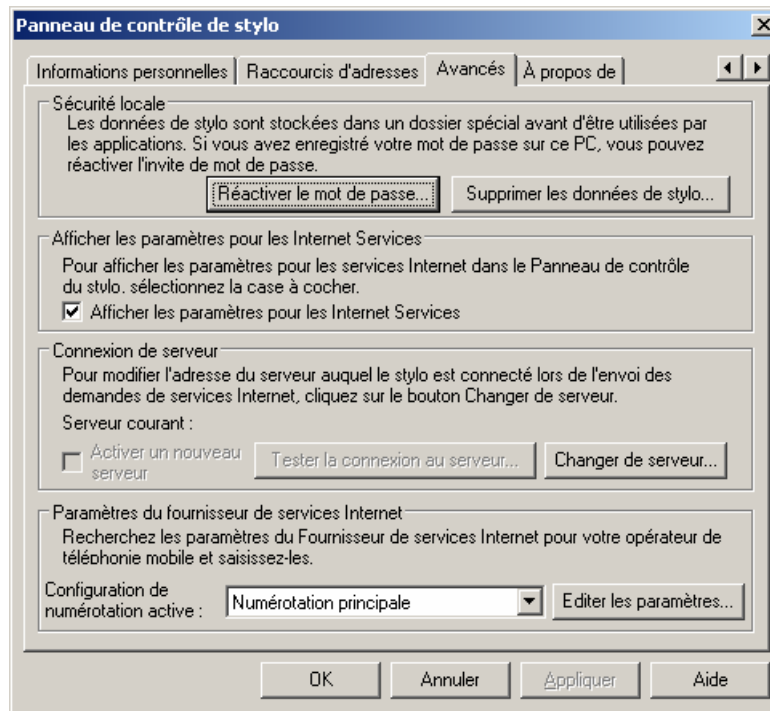 Panneau de contrôle de stylo
Informations personnelles
Raccourcis d'adresses
Avancés
À propos de
Sécurité locale
Les données de stylo sont stockées dans un dossier spécial avant d'être utilisées par
les applications. Si vous avez enregistré votre mot de passe sur ce PC, vous pouvez
réactiver l'invite de mot de passe.
Réactiver le mot de passe...
Supprimer les données de stylo...
Afficher les paramètres pour les Internet Services
Pour afficher les paramètres pour les services Internet dans le Panneau de contrôle
du stylo. sélectionnez la case à cocher.
Afficher les paramètres pour les Internet Services
Connexion de serveur
Pour modifier l'adresse du serveur auquel le stylo est connecté lors de l'envoi des
demandes de services Internet, cliquez sur le bouton Changer de serveur.
Serveur courant :
Activer un nouveau
serveur
Tester la connexion au serveur...
Changer de serveur...
Paramètres du fournisseur de services Internet
Recherchez les paramètres du Fournisseur de services Internet pour votre opérateur de
téléphonie mobile et saisissez-les.
Configuration de
numérotation active :
Numérotation principale
Editer les paramètres...
OK
Annuler
Appliquer
Aide